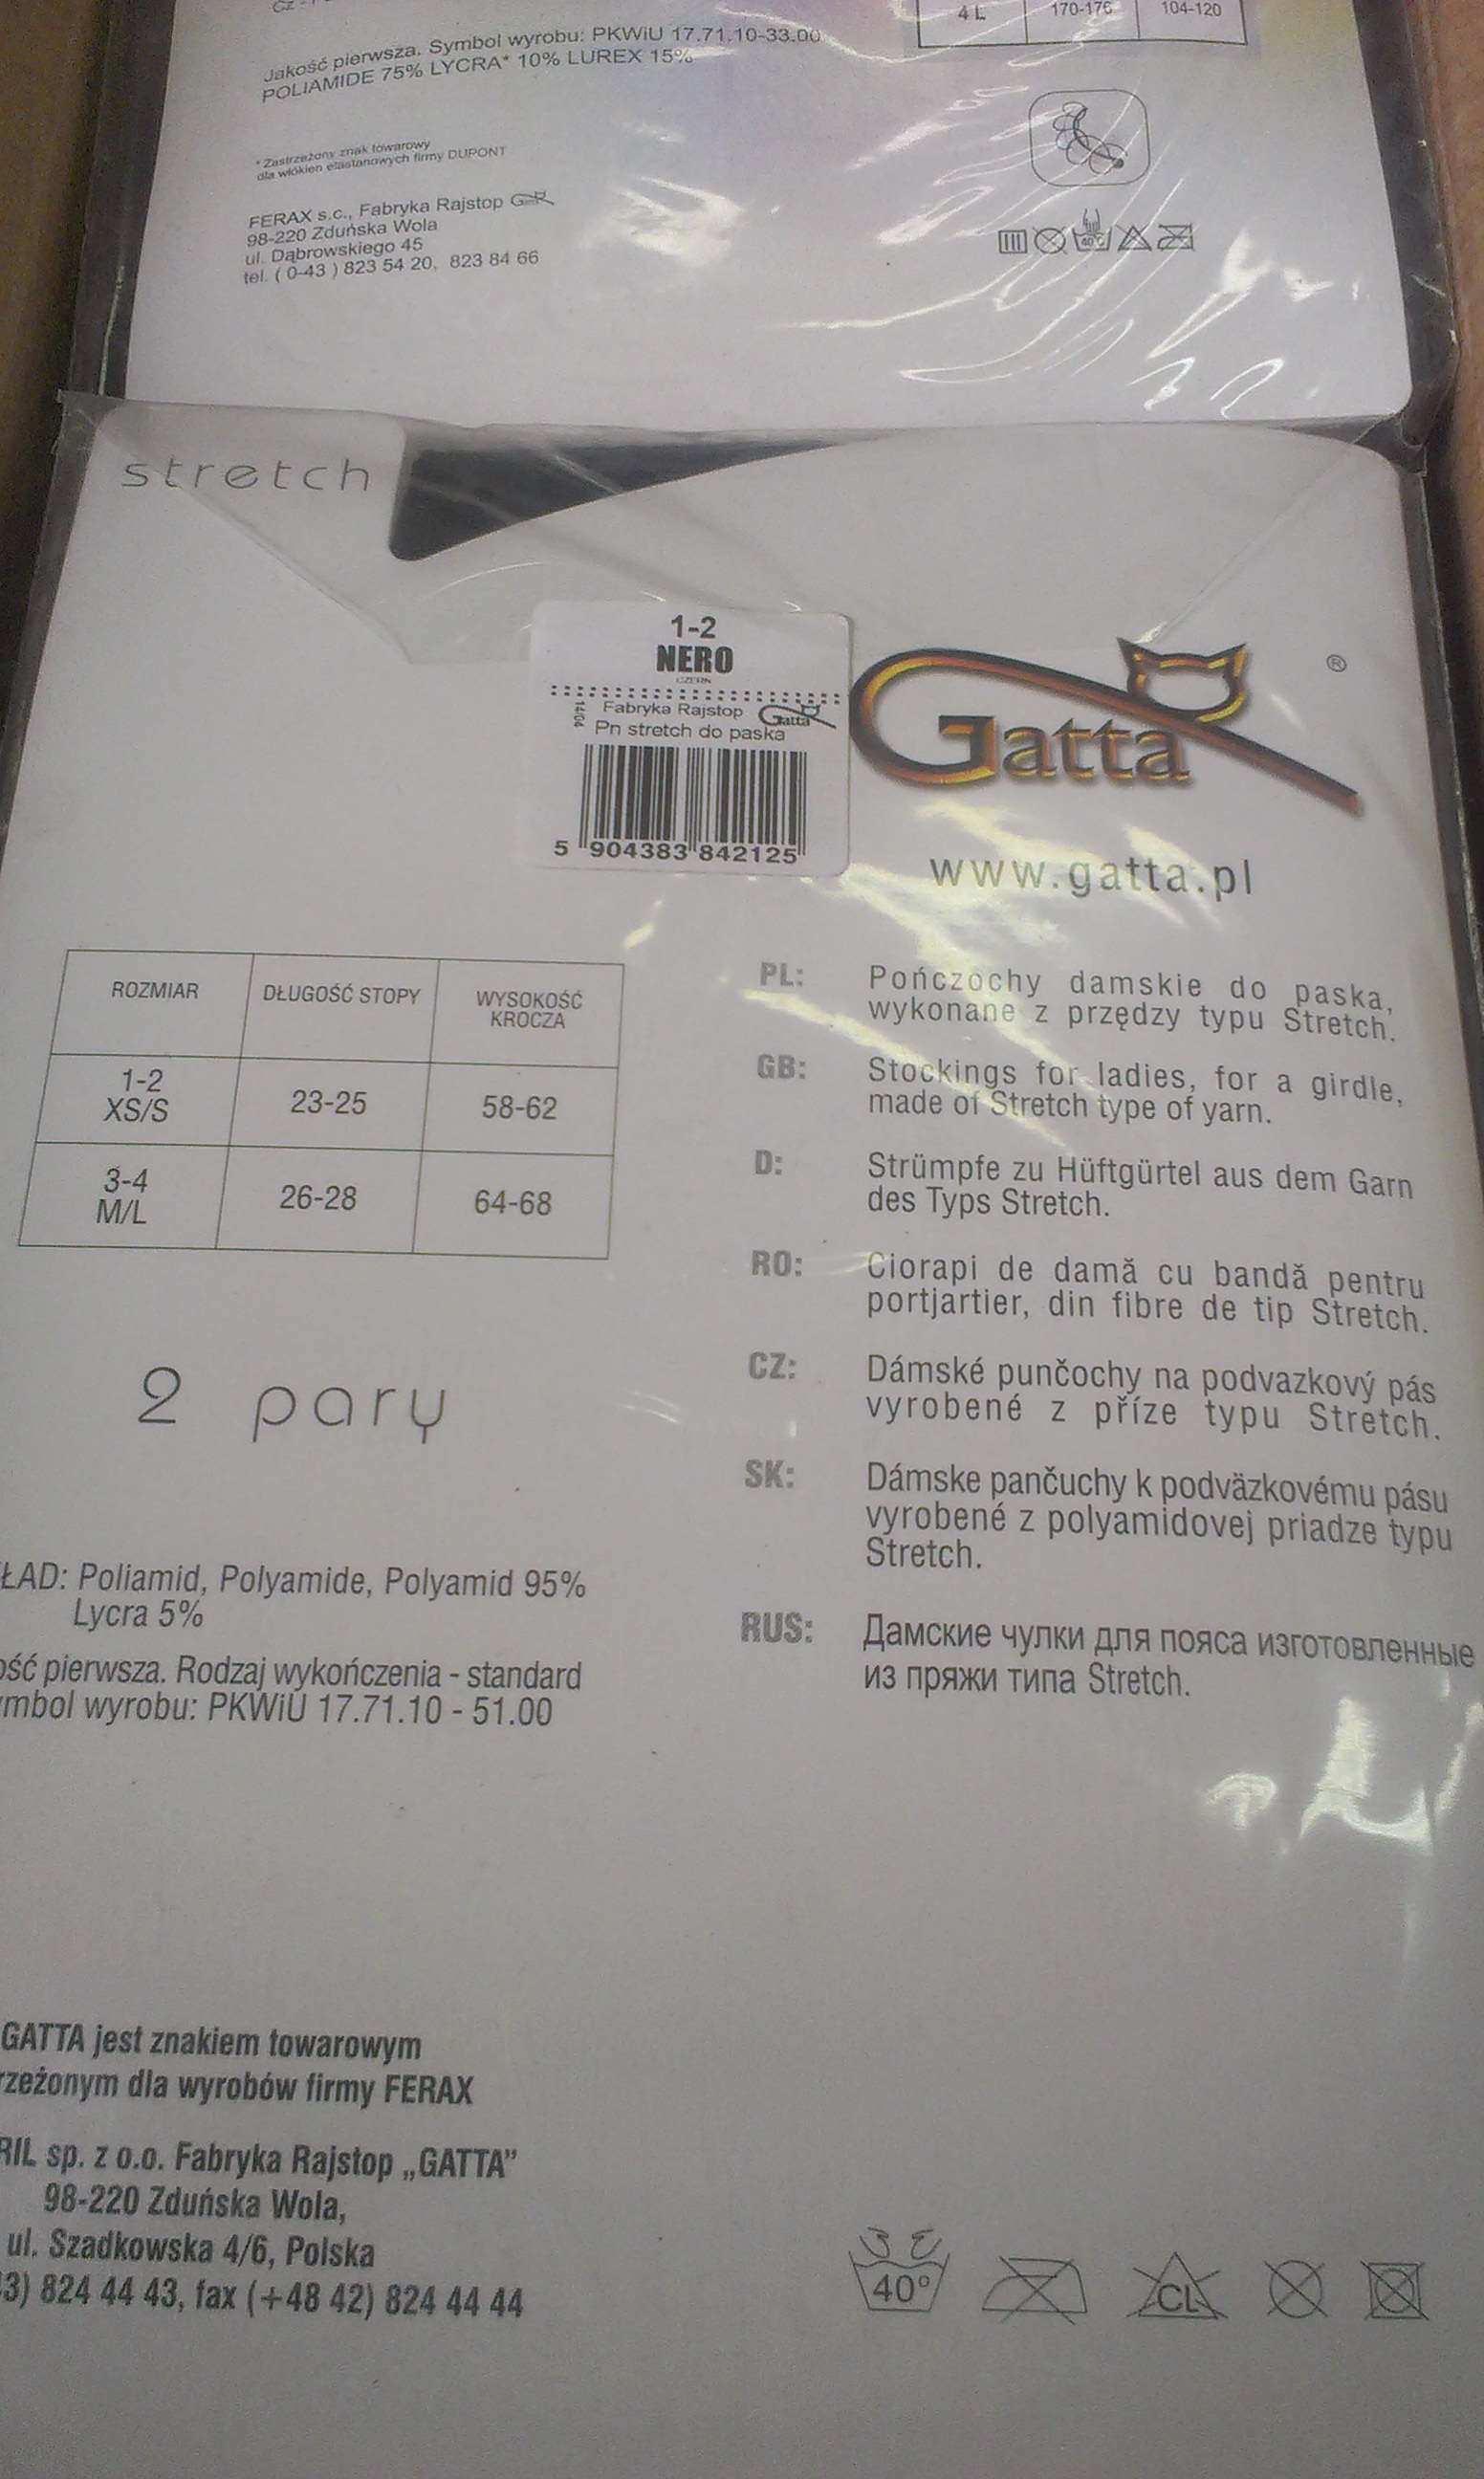 4 L 170-176 104-120
Jakość pierwsza. Symbol wyrobu: PKWiU 17.71.10-33.00
POLIAMIDE 75% LYCRA* 10% LUREX 15%
* Zastrzeżony znak towarowy
dla włókien elastanowych firmy DUPONT
FERAX s.c., Fabryka Rajstop Gatta
98-220 Zduńska Wola
ul. Dąbrowskiego 45
tel. ( 0-43 ) 823 54 20, 823 84 66
40°C
stretch
1-2
NERO
CZERŃ
14/04
Fabryka Rajstop Gatta
Pn stretch do paska
5 904383 842125
Gatta ®
www.gatta.pl
ROZMIAR DŁUGOŚĆ STOPY WYSOKOŚĆ
KROCZA
1-2
XS/S 23-25 58-62
3-4
M/L 26-28 64-68
2 pary
ŁAD: Poliamid, Polyamide, Polyamid 95%
Lycra 5%
ość pierwsza. Rodzaj wykończenia - standard
mbol wyrobu: PKWiU 17.71.10 - 51.00
PL: Pończochy damskie do paska,
wykonane z przędzy typu Stretch.
GB: Stockings for ladies, for a girdle,
made of Stretch type of yarn.
D: Strümpfe zu Hüftgürtel aus dem Garn
des Typs Stretch.
RO: Ciorapi de damă cu bandă pentru
portjartier, din fibre de tip Stretch.
CZ: Dámské punčochy na podvazkový pás
vyrobené z příze typu Stretch.
SK: Dámske pančuchy k podväzkovému pásu
vyrobené z polyamidovej priadze typu
Stretch.
RUS: Дамские чулки для пояса изготовленные
из пряжи типа Stretch.
GATTA jest znakiem towarowym
rzeżonym dla wyrobów firmy FERAX
RIL sp. z o.o. Fabryka Rajstop „GATTA”
98-220 Zduńska Wola,
ul. Szadkowska 4/6, Polska
3) 824 44 43, fax (+48 42) 824 44 44
40° CL